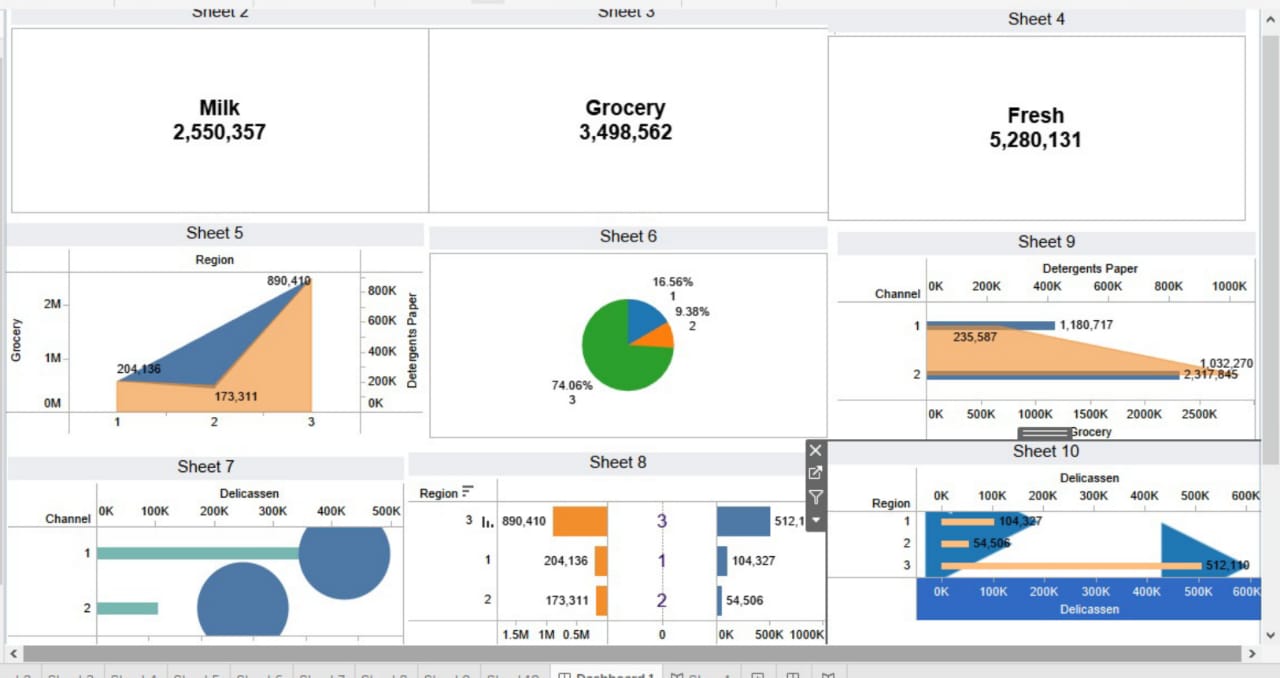 Sheet 2
Sheet 3
Sheet 4
Milk
2,550,357
Grocery
3,498,562
Fresh
5,280,131
Sheet 5
Region
890,410
2M
1M
0M
Grocery
204,136
173,311
800K
600K
400K
200K
0K
Detergents Paper
1 2 3
Sheet 6
16.56%
1
9.38%
2
74.06%
3
Sheet 9
Detergents Paper
Channel
0K 200K 400K 600K 800K 1000K
1 1,180,717
235,587
1,032,270
2 2,317,845
0K 500K 1000K 1500K 2000K 2500K
Grocery
Sheet 7
Delicassen
Channel
0K 100K 200K 300K 400K 500K
1
2
Sheet 8
Region
3 890,410 3 512,1
1 204,136 1 104,327
2 173,311 2 54,506
1.5M 1M 0.5M 0 0K 500K 1000K
Sheet 10
Delicassen
Region
0K 100K 200K 300K 400K 500K 600K
1 104,327
2 54,506
3 512,110
0K 100K 200K 300K 400K 500K 600K
Delicassen
Dashboard 1